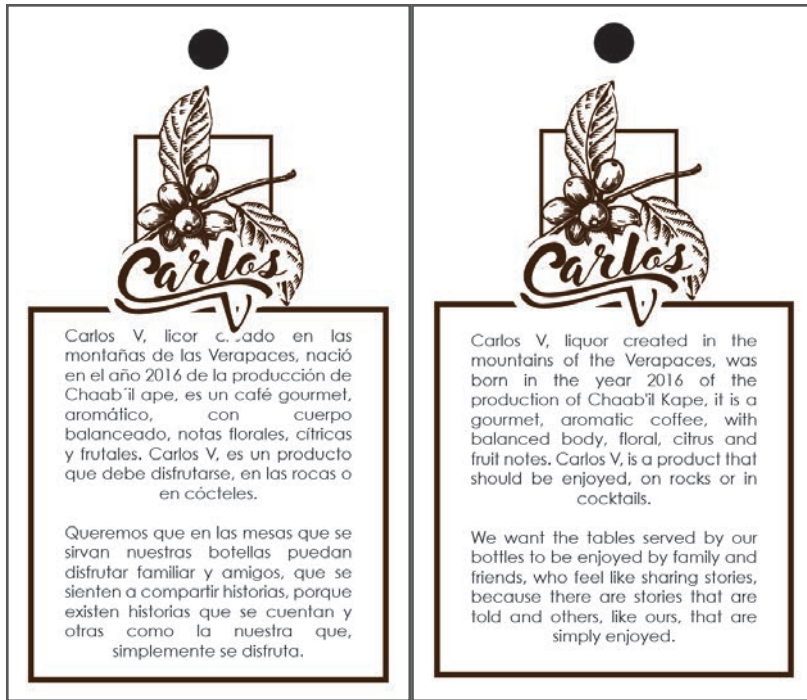 Carlos V
Carlos V, licor creado en las
montañas de las Verapaces, nació
en el año 2016 de la producción de
Chaab´il ape, es un café gourmet,
aromático, con cuerpo
balanceado, notas florales, cítricas
y frutales. Carlos V, es un producto
que debe disfrutarse, en las rocas o
en cócteles.
Queremos que en las mesas que se
sirvan nuestras botellas puedan
disfrutar familiar y amigos, que se
sienten a compartir historias, porque
existen historias que se cuentan y
otras como la nuestra que,
simplemente se disfruta.
Carlos V
Carlos V, liquor created in the
mountains of the Verapaces, was
born in the year 2016 of the
production of Chaab'il Kape, it is a
gourmet, aromatic coffee, with
balanced body, floral, citrus and
fruit notes. Carlos V, is a product that
should be enjoyed, on rocks or in
cocktails.
We want the tables served by our
bottles to be enjoyed by family and
friends, who feel like sharing stories,
because there are stories that are
told and others, like ours, that are
simply enjoyed.